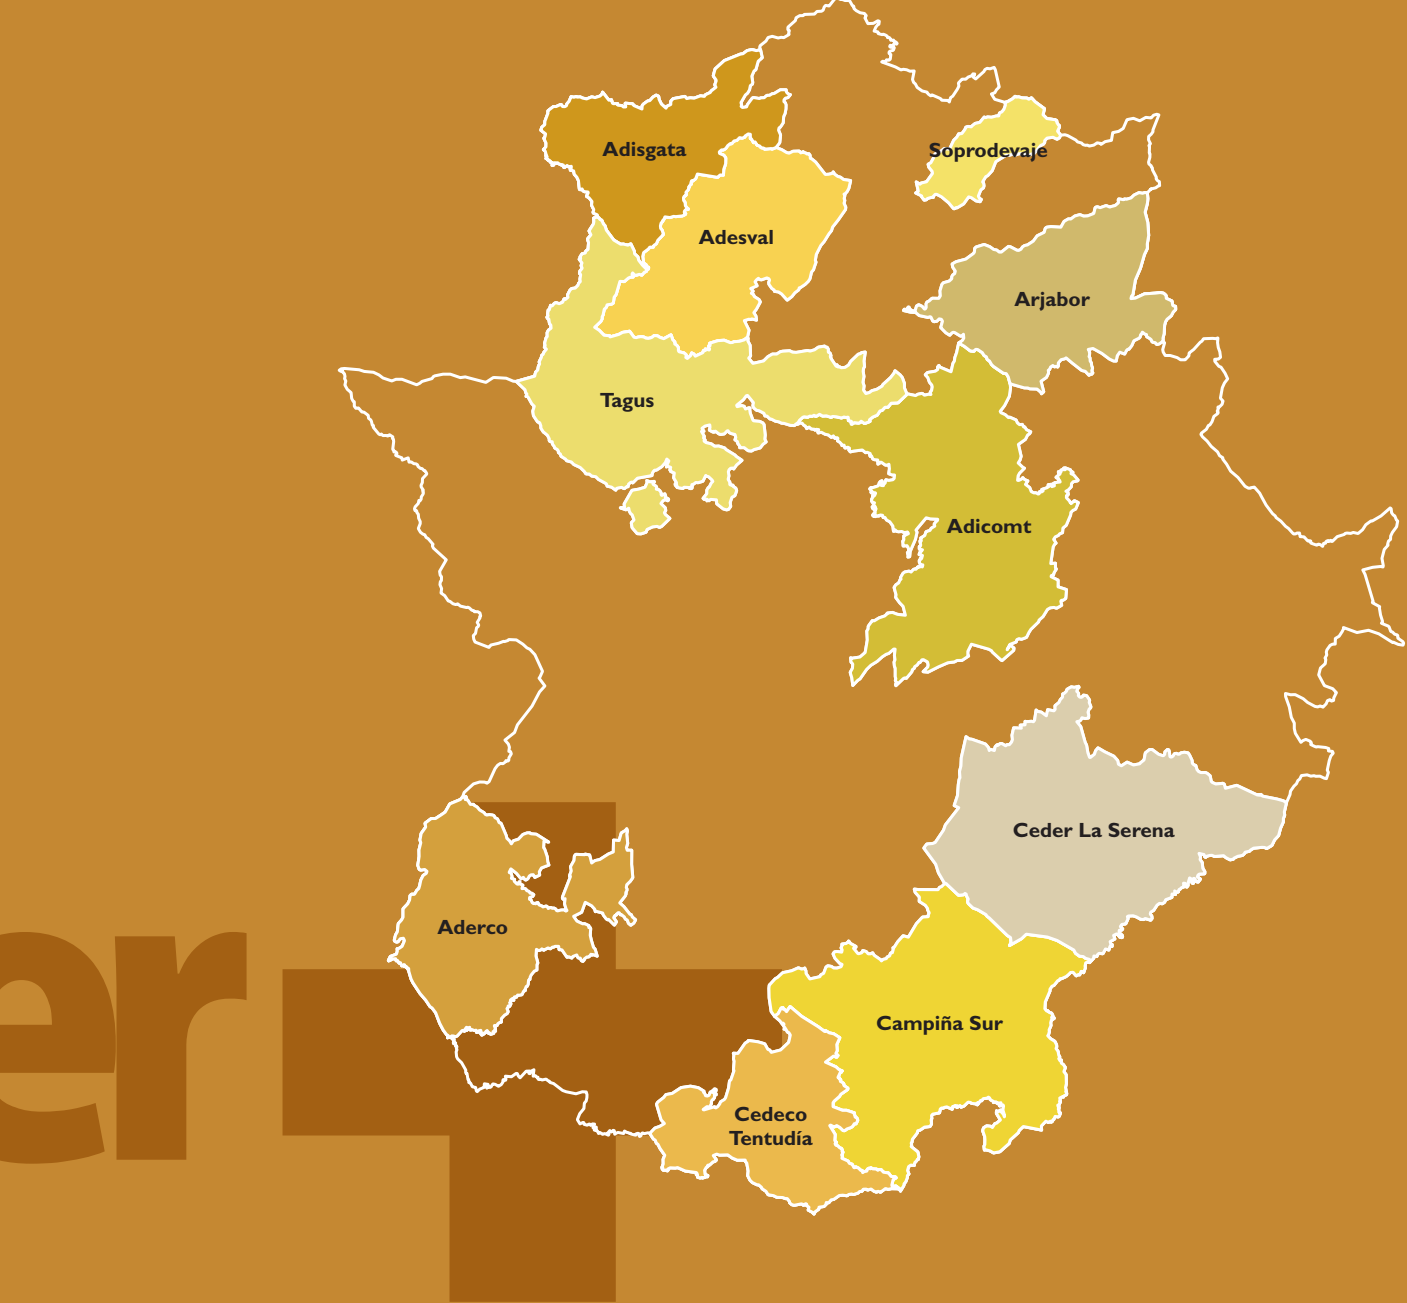 Adisgata
Soprodevaje
Adesval
Arjabor
Tagus
Adicomt
Ceder La Serena
Aderco
er
Campiña Sur
Cedeco
Tentudía